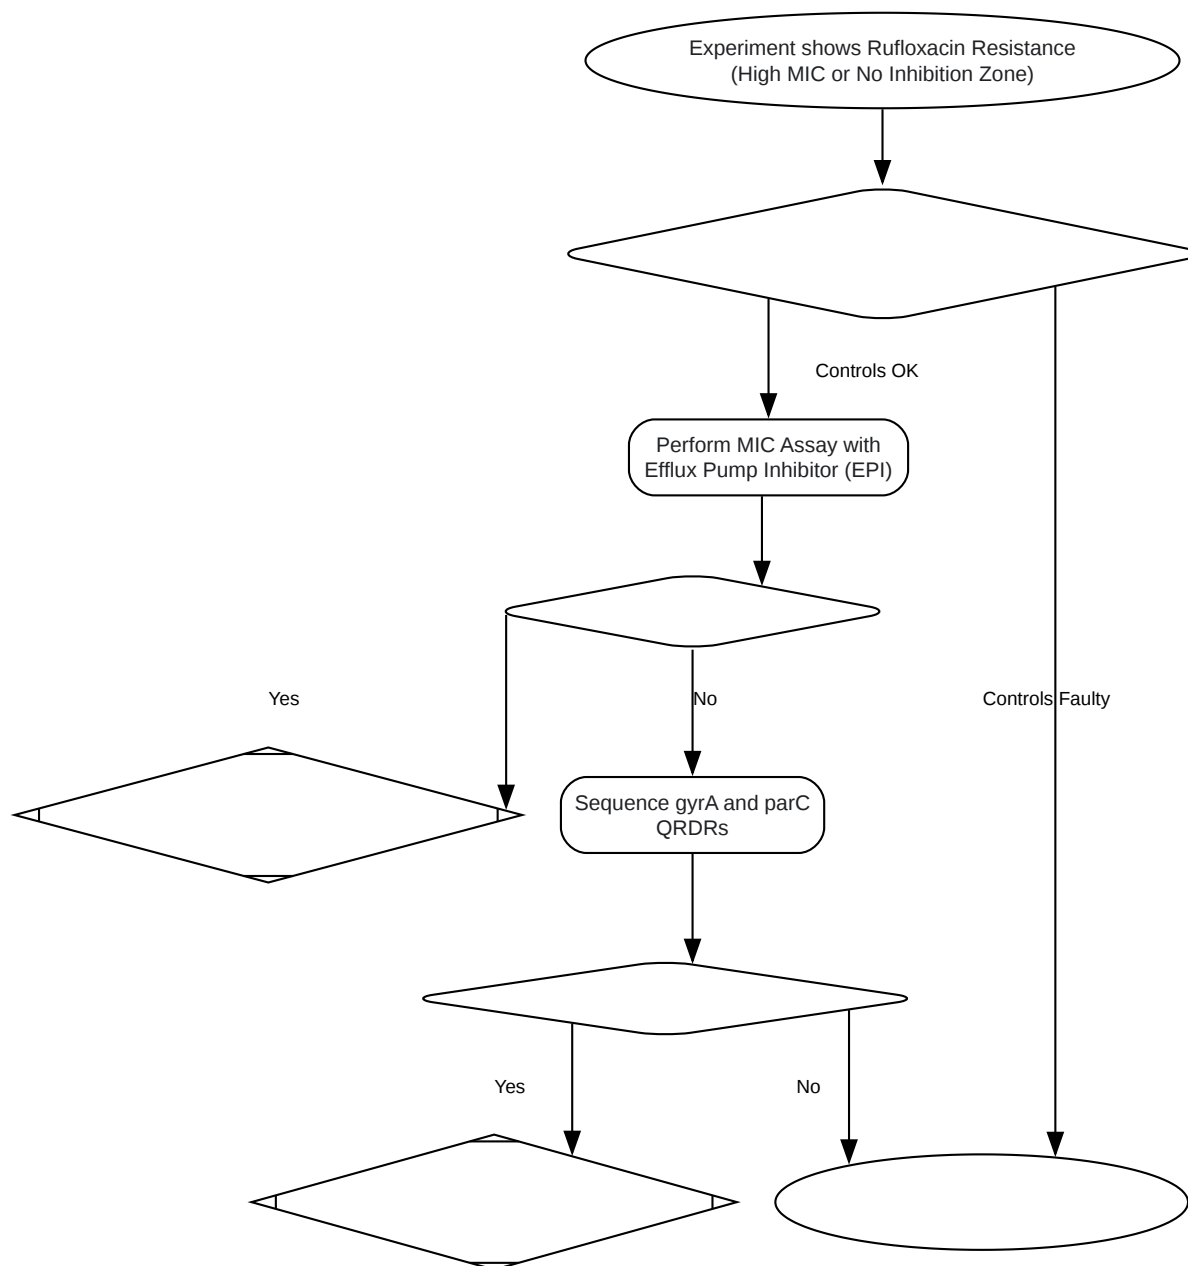 Experiment shows Rufloxacin Resistance
(High MIC or No Inhibition Zone)
Controls OK
Perform MIC Assay with
Efflux Pump Inhibitor (EPI)
Yes
No
Controls Faulty
Sequence gyrA and parC
QRDRs
Yes
No